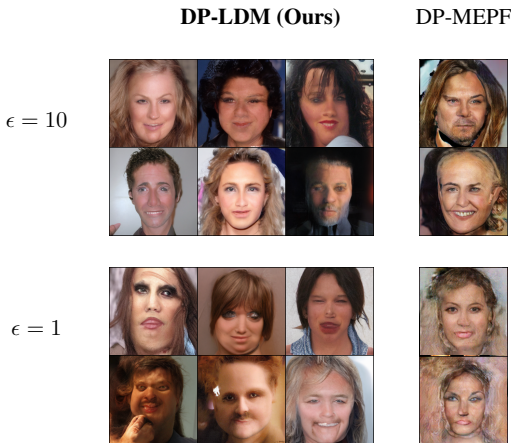 DP-LDM (Ours) DP-MEPF
ϵ = 10
ϵ = 1